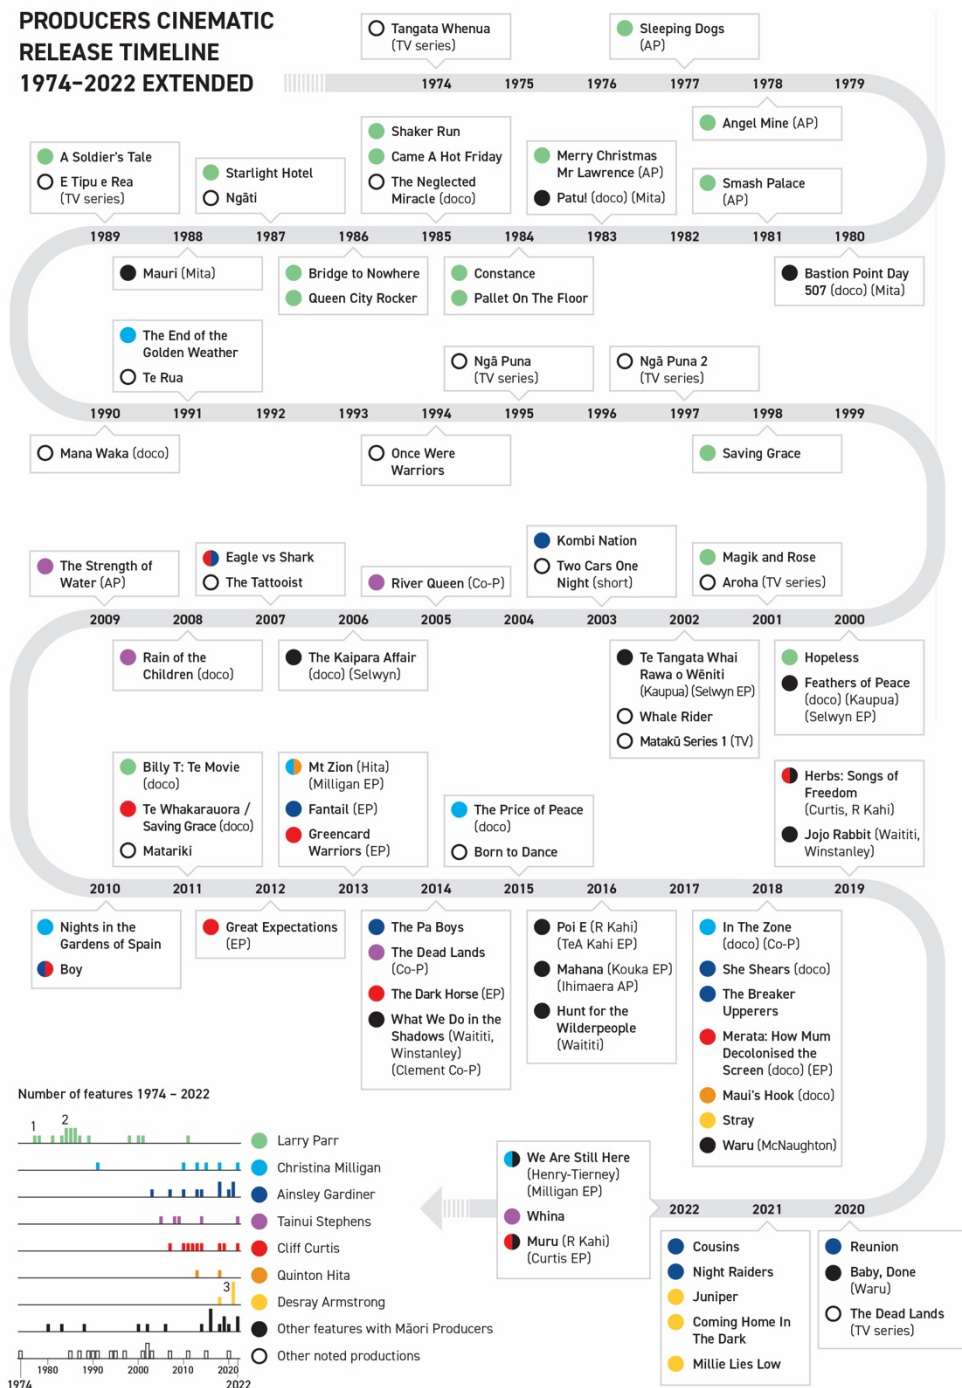 PRODUCERS CINEMATIC
RELEASE TIMELINE
1974–2022 EXTENDED
Tangata Whenua
(TV series)
Sleeping Dogs
(AP)
1974 1975 1976 1977 1978 1979
Angel Mine (AP)
A Soldier's Tale
E Tipu e Rea
(TV series)
Starlight Hotel
Ngāti
Shaker Run
Came A Hot Friday
The Neglected
Miracle (doco)
Merry Christmas
Mr Lawrence (AP)
Patu! (doco) (Mita)
Smash Palace
(AP)
1989 1988 1987 1986 1985 1984 1983 1982 1981 1980
Mauri (Mita)
Bridge to Nowhere
Queen City Rocker
Constance
Pallet On The Floor
Bastion Point Day
507 (doco) (Mita)
The End of the
Golden Weather
Te Rua
Ngā Puna
(TV series)
Ngā Puna 2
(TV series)
1990 1991 1992 1993 1994 1995 1996 1997 1998 1999
Mana Waka (doco)
Once Were
Warriors
Saving Grace
The Strength of
Water (AP)
Eagle vs Shark
The Tattooist
River Queen (Co-P)
Kombi Nation
Two Cars One
Night (short)
Magik and Rose
Aroha (TV series)
2009 2008 2007 2006 2005 2004 2003 2002 2001 2000
Rain of the
Children (doco)
The Kaipara Affair
(doco) (Selwyn)
Te Tangata Whai
Rawa o Wēniti
(Kaupua) (Selwyn EP)
Whale Rider
Matakū Series 1 (TV)
Hopeless
Feathers of Peace
(doco) (Kaupua)
(Selwyn EP)
Billy T: Te Movie
(doco)
Te Whakarauora /
Saving Grace (doco)
Matariki
Mt Zion (Hita)
(Milligan EP)
Fantail (EP)
Greencard
Warriors (EP)
The Price of Peace
(doco)
Born to Dance
Herbs: Songs of
Freedom
(Curtis, R Kahi)
Jojo Rabbit (Waititi,
Winstanley)
2010 2011 2012 2013 2014 2015 2016 2017 2018 2019
Nights in the
Gardens of Spain
Boy
Great Expectations
(EP)
The Pa Boys
The Dead Lands
(Co-P)
The Dark Horse (EP)
What We Do in the
Shadows (Waititi,
Winstanley)
(Clement Co-P)
Poi E (R Kahi)
(TeA Kahi EP)
Mahana (Kouka EP)
(Ihimaera AP)
Hunt for the
Wilderpeople
(Waititi)
In The Zone
(doco) (Co-P)
She Shears (doco)
The Breaker
Upperers
Merata: How Mum
Decolonised the
Screen (doco) (EP)
Maui's Hook (doco)
Stray
Waru (McNaughton)
Number of features 1974 – 2022
1 2
Larry Parr
Christina Milligan
Ainsley Gardiner
Tainui Stephens
Cliff Curtis
Quinton Hita
3
Desray Armstrong
Other features with Māori Producers
Other noted productions
1980 1990 2000 2010 2020
1974 2022
We Are Still Here
(Henry-Tierney)
(Milligan EP)
Whina
Muru (R Kahi)
(Curtis EP)
2022 2021 2020
Cousins
Night Raiders
Juniper
Coming Home In
The Dark
Millie Lies Low
Reunion
Baby, Done
(Waru)
The Dead Lands
(TV series)